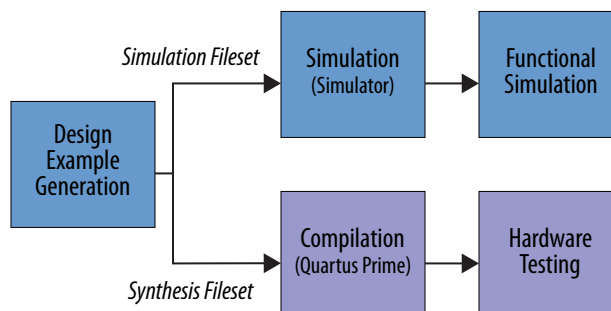 Simulation Fileset
Simulation
(Simulator)
Functional
Simulation
Design
Example
Generation
Compilation
(Quartus Prime)
Hardware
Testing
Synthesis Fileset